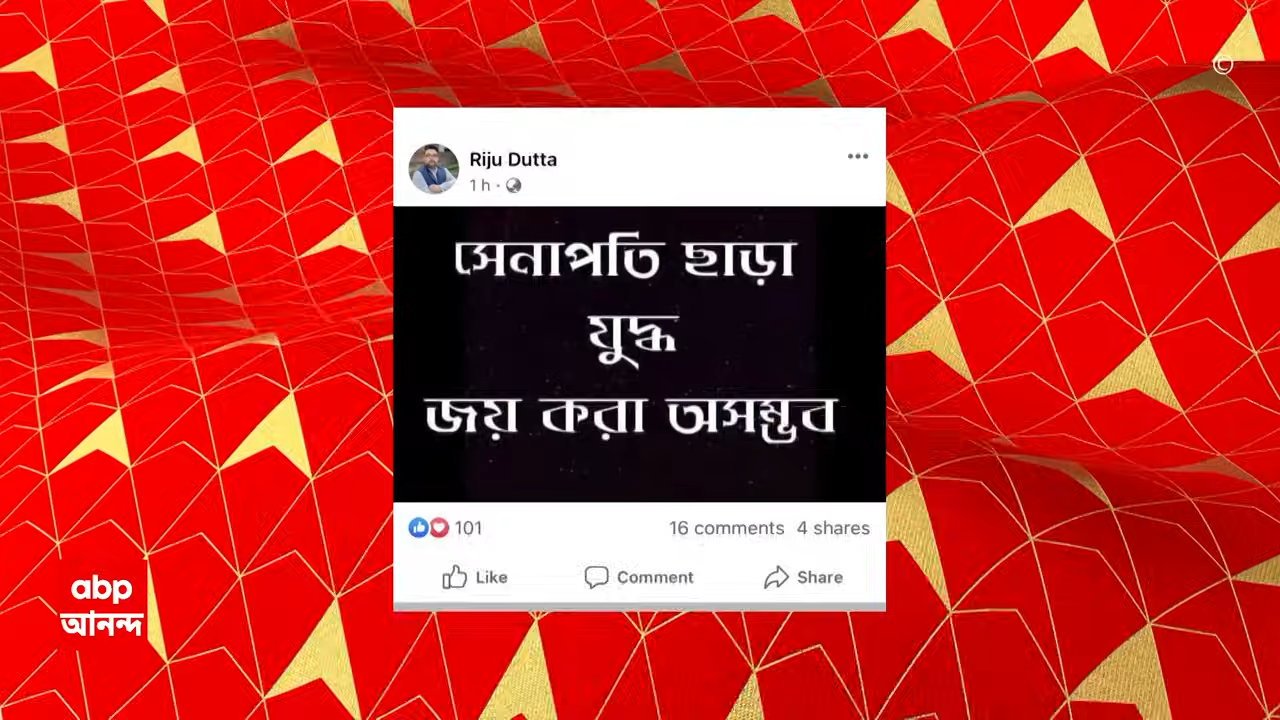 ©
Riju Dutta
1 h ·
সেনাপতি ছাড়া
যুদ্ধ
জয় করা অসম্ভব
101
16 comments 4 shares
Like Comment Share
abp
আনন্দ